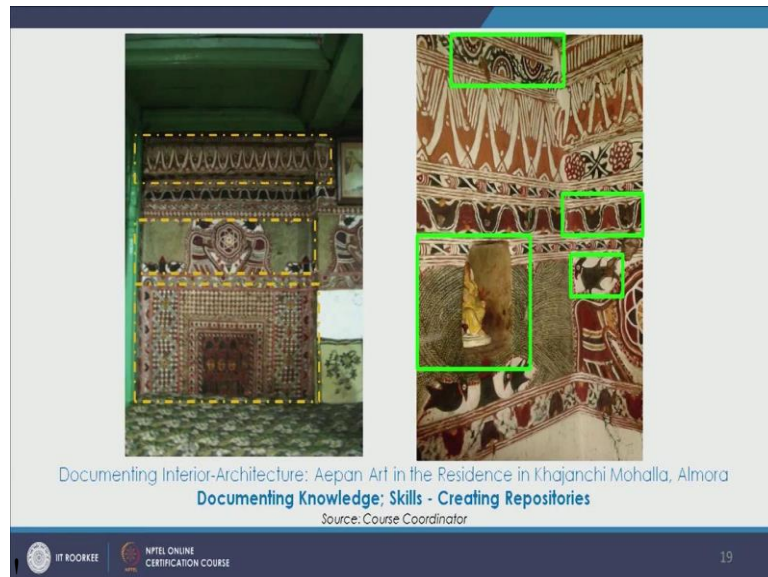 Documenting Interior-Architecture: Aepan Art in the Residence in Khajanchi Mohalla, Almora
Documenting Knowledge; Skills - Creating Repositories
Source: Course Coordinator
IIT ROORKEE
NPTEL ONLINE
CERTIFICATION COURSE
19